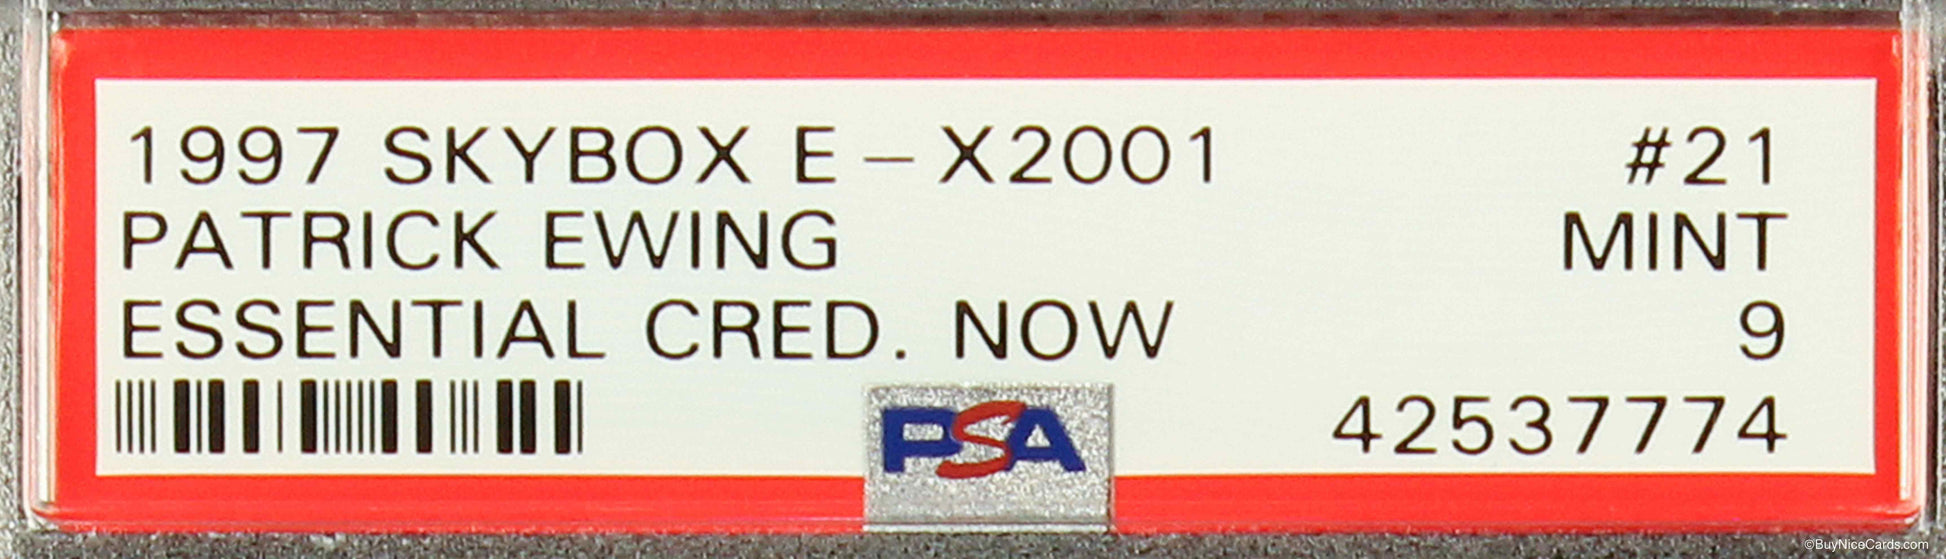 1997 SKYBOX E-X2001 #21
PATRICK EWING MINT
ESSENTIAL CRED. NOW 9
PSA 42537774
©BuyNiceCards.com